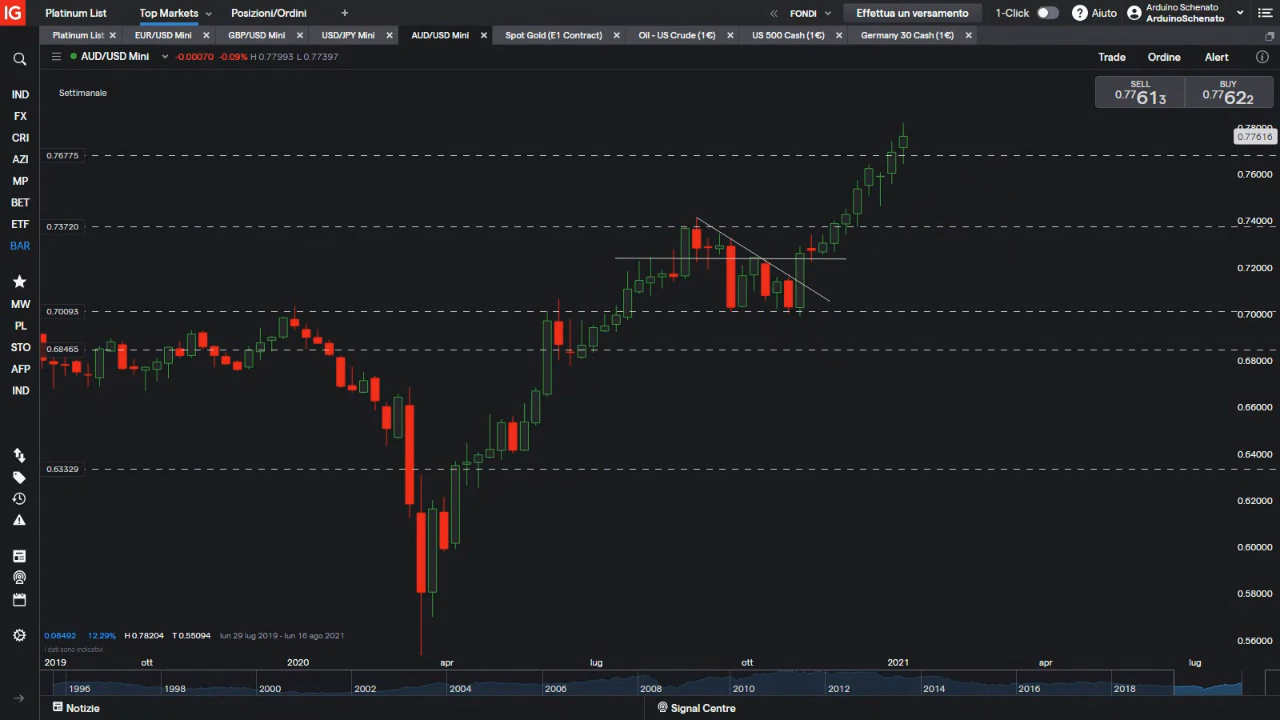 IG Platinum List Top Markets Posizioni/Ordini + FONDI Effettua un versamento 1-Click Aiuto Arduino Schenato
ArduinoSchenato
Platinum List EUR/USD Mini GBP/USD Mini USD/JPY Mini AUD/USD Mini Spot Gold (E1 Contract) Oil - US Crude (1€) US 500 Cash (1€) Germany 30 Cash (1€)
AUD/USD Mini -0.00070 -0.09% H 0.77993 L 0.77397 Trade Ordine Alert
Settimanale
SELL BUY
0.77613 0.77622
IND
FX
CRI
AZI
MP
BET
ETF
BAR
MW
PL
STO
AFP
IND
0.76775
0.73720
0.70093
0.68465
0.63329
0.78000
0.77616
0.76000
0.74000
0.72000
0.70000
0.68000
0.66000
0.64000
0.62000
0.60000
0.58000
0.56000
0.08492 12.29% H 0.78204 T 0.55094 lun 29 lug 2019 - lun 16 ago 2021
I dati sono indicativi
2019 ott 2020 apr lug ott 2021 apr lug
1996 1998 2000 2002 2004 2006 2008 2010 2012 2014 2016 2018
Notizie Signal Centre